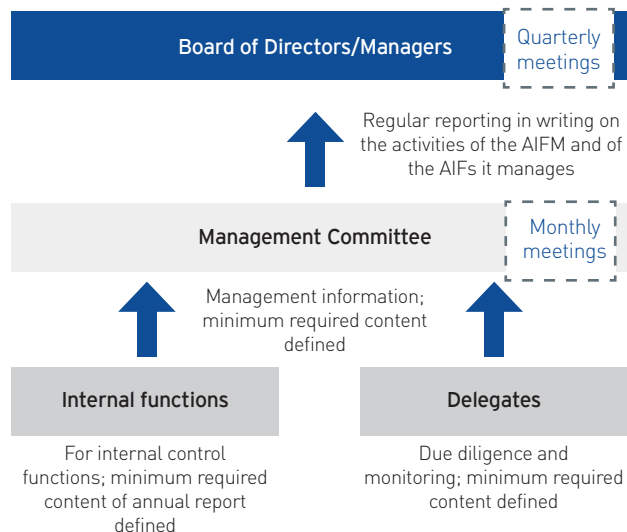 Board of Directors/Managers
Quarterly
meetings
Regular reporting in writing on
the activities of the AIFM and of
the AIFs it manages
Management Committee
Monthly
meetings
Management information;
minimum required content
defined
Internal functions
Delegates
For internal control
functions; minimum required
content of annual report
defined
Due diligence and
monitoring; minimum required
content defined